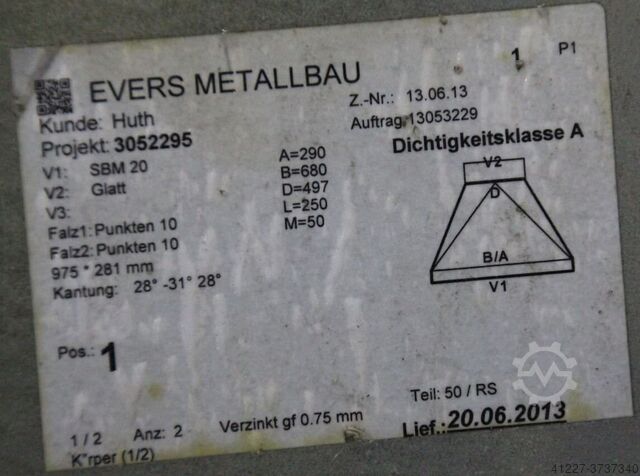 EVERS METALLBAU
1 P1
Kunde: Huth
Z.-Nr.: 13.06.13
Projekt: 3052295
Auftrag 13053229
V1: SBM 20
V2: Glatt
V3:
Falz1: Punkten 10
Falz2: Punkten 10
975 * 281 mm
Kantung: 28° -31° 28°
A=290
B=680
D=497
L=250
M=50
Dichtigkeitsklasse A
V2
D
B/A
V1
Pos.: 1
Teil: 50 / RS
1 / 2 Anz: 2 Verzinkt gf 0.75 mm Lief.: 20.06.2013
K"rper (1/2)
41227-3737340